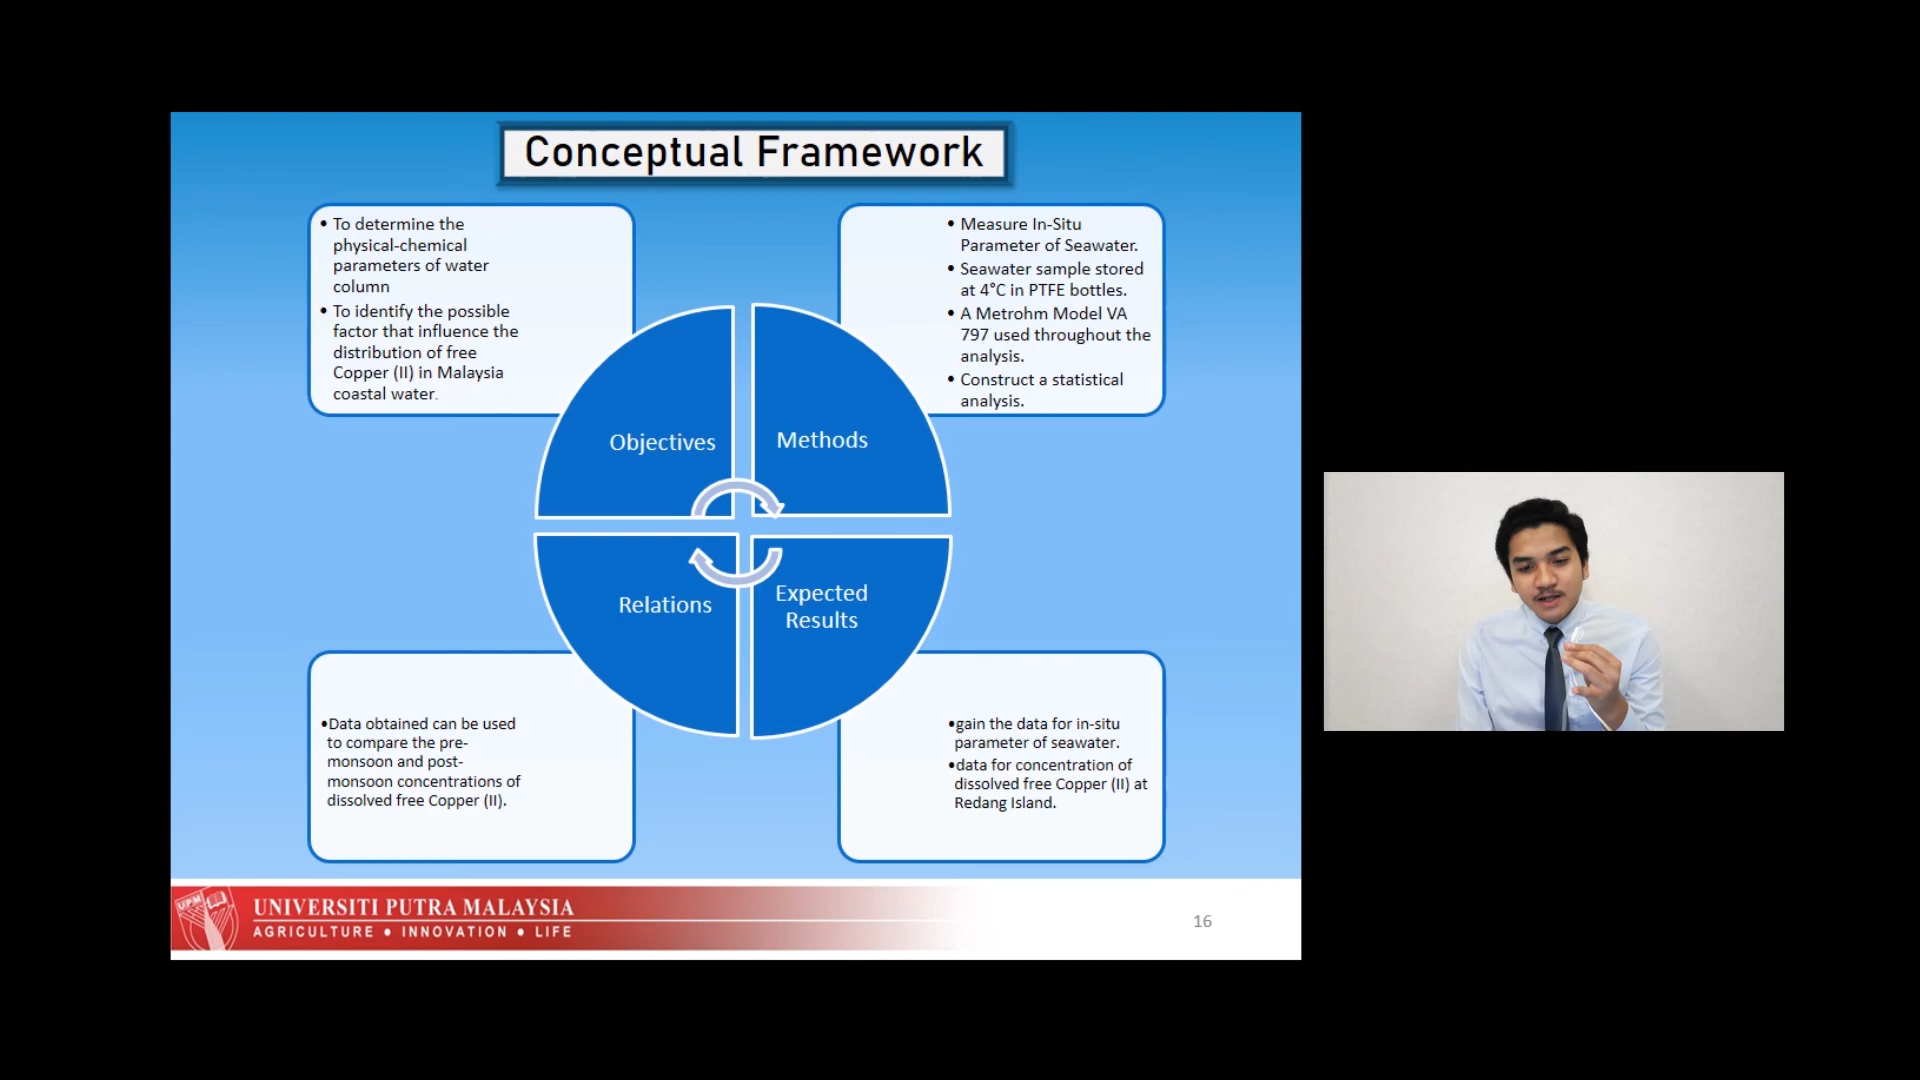 Conceptual Framework
• To determine the
physical-chemical
parameters of water
column
• To identify the possible
factor that influence the
distribution of free
Copper (II) in Malaysia
coastal water.
• Measure In-Situ
Parameter of Seawater.
• Seawater sample stored
at 4°C in PTFE bottles.
• A Metrohm Model VA
797 used throughout the
analysis.
• Construct a statistical
analysis.
Objectives
Methods
Relations
Expected
Results
•Data obtained can be used
to compare the pre-
monsoon and post-
monsoon concentrations of
dissolved free Copper (II).
•gain the data for in-situ
parameter of seawater.
•data for concentration of
dissolved free Copper (II) at
Redang Island.
UPM
UNIVERSITI PUTRA MALAYSIA
AGRICULTURE • INNOVATION • LIFE
16